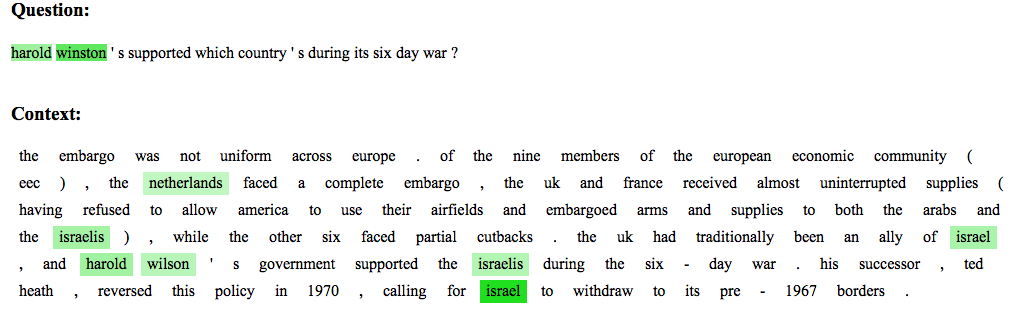 Question:
harold winston ' s supported which country ' s during its six day war ?
Context:
the embargo was not uniform across europe . of the nine members of the european economic community (
eec ) , the netherlands faced a complete embargo , the uk and france received almost uninterrupted supplies (
having refused to allow america to use their airfields and embargoed arms and supplies to both the arabs and
the israelis ) , while the other six faced partial cutbacks . the uk had traditionally been an ally of israel
, and harold wilson ' s government supported the israelis during the six - day war . his successor , ted
heath , reversed this policy in 1970 , calling for israel to withdraw to its pre - 1967 borders .